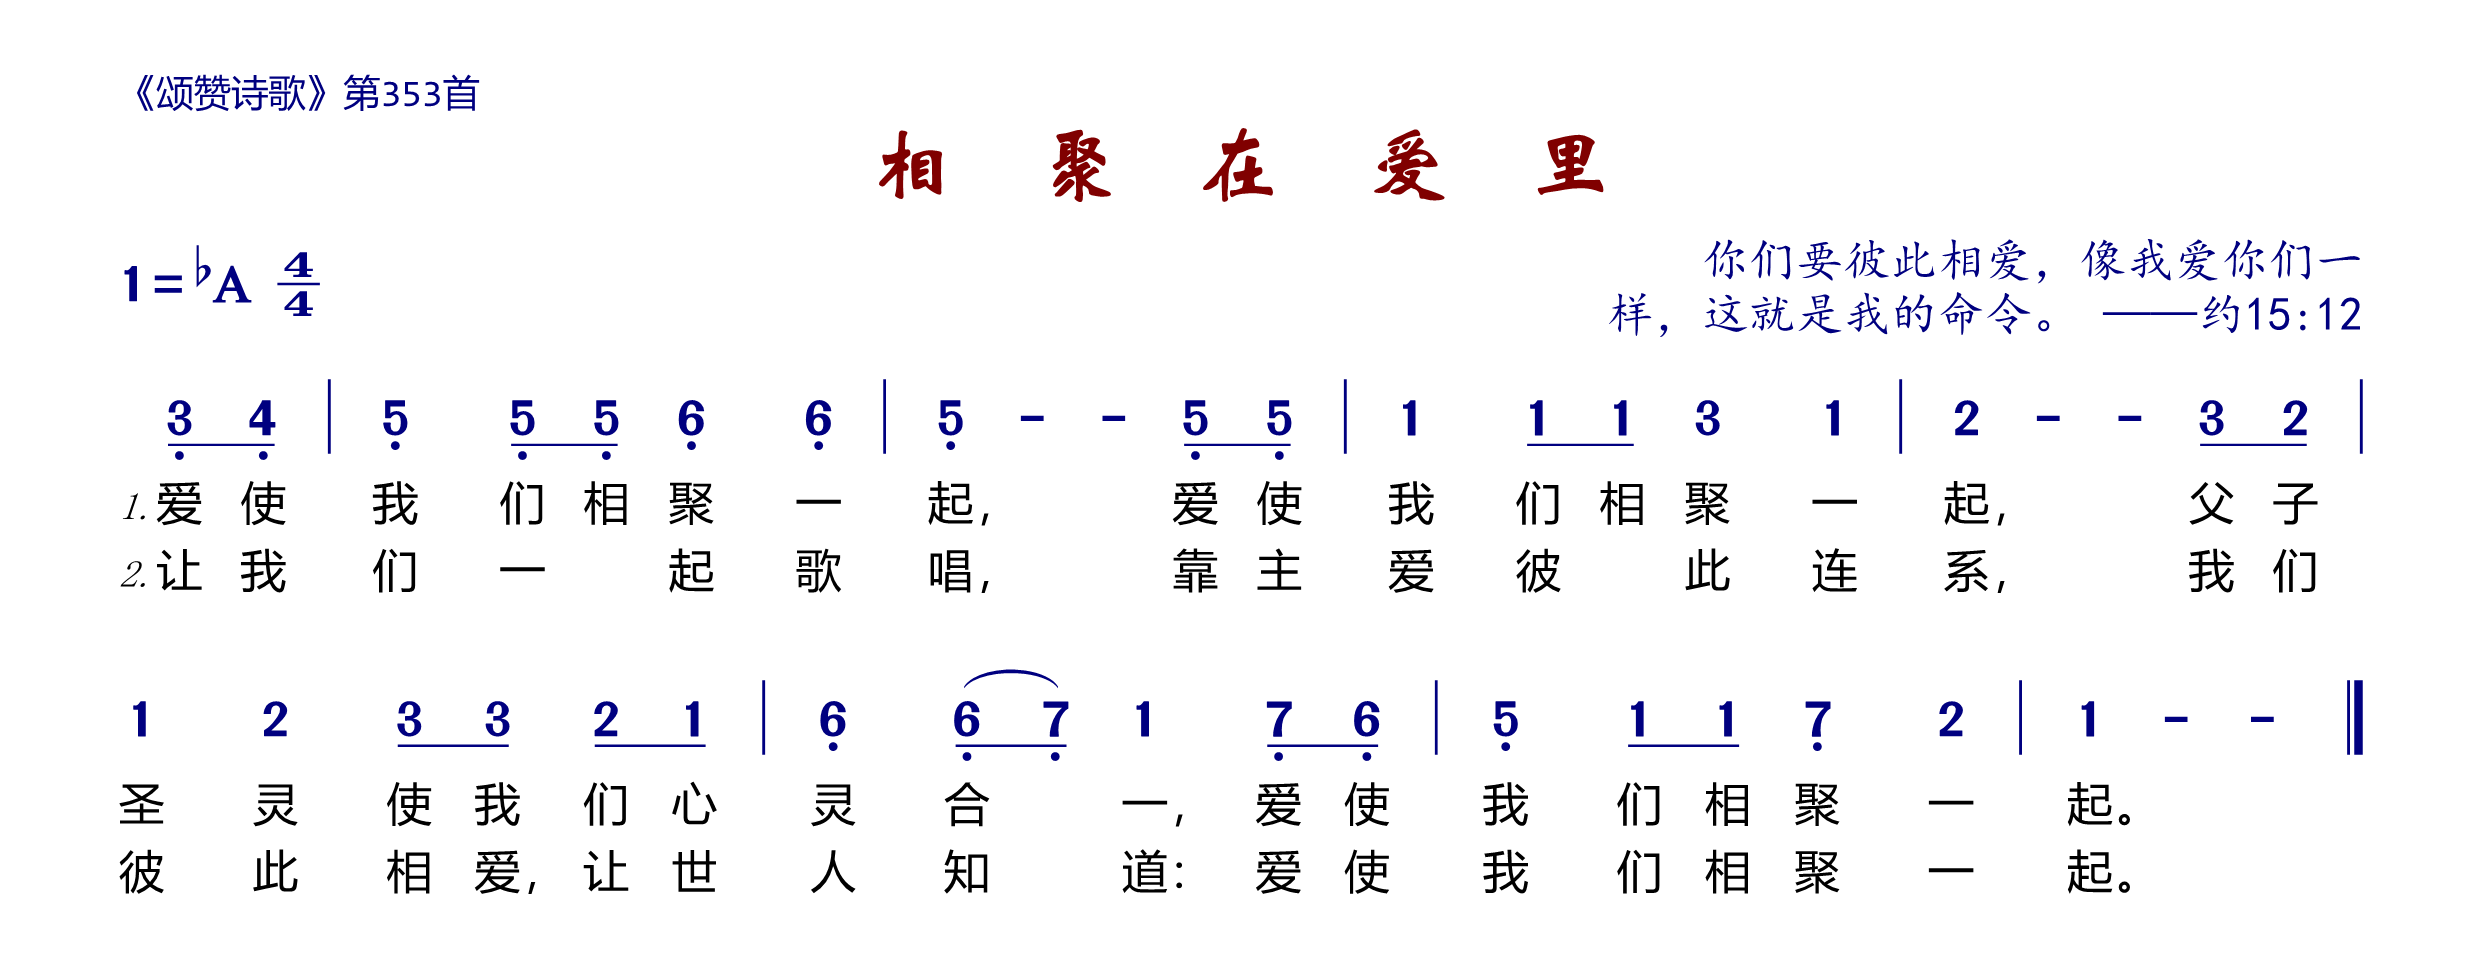 《颂赞诗歌》第353首
相聚在爱里
1=♭A 4/4
你们要彼此相爱，像我爱你们一
样，这就是我的命令。 ——约15:12
3 4 | 5 5 5 6 6 | 5 - - 5 5 | 1 1 1 3 1 | 2 - - 3 2 |
1.爱使我们相聚一起，爱使我们相聚一起，父子
2.让我们一起歌唱，靠主爱彼此连系，我们
1 2 3 3 2 1 | 6 6 7 1 7 6 | 5 1 1 7 2 | 1 - - ‖
圣灵使我们心灵合一，爱使我们相聚一起。
彼此相爱，让世人知道：爱使我们相聚一起。